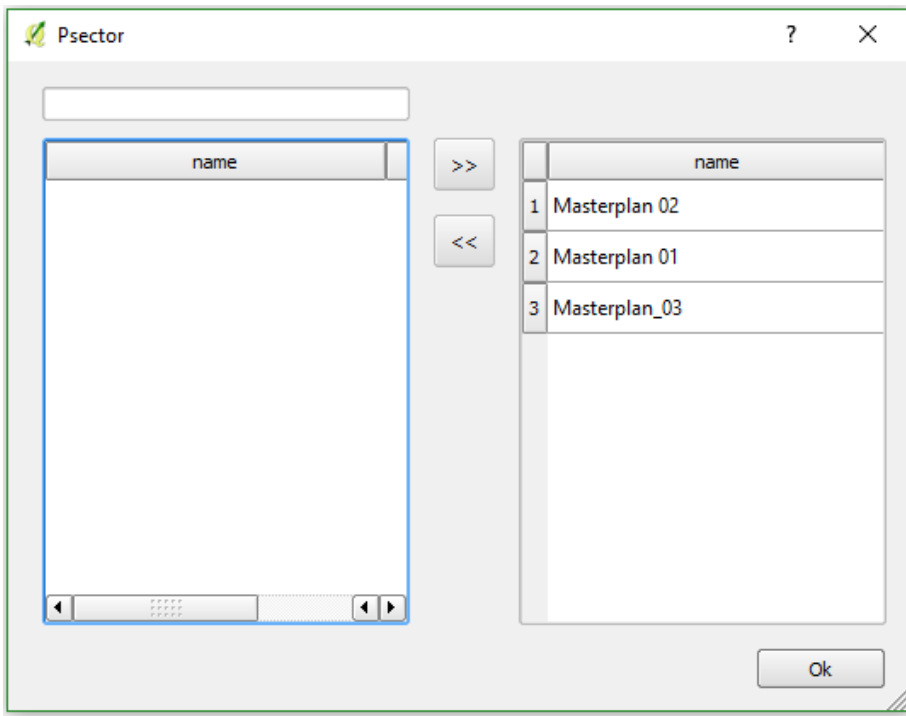 Psector ?
name
>>
<<
name
1 Masterplan 02
2 Masterplan 01
3 Masterplan_03
Ok